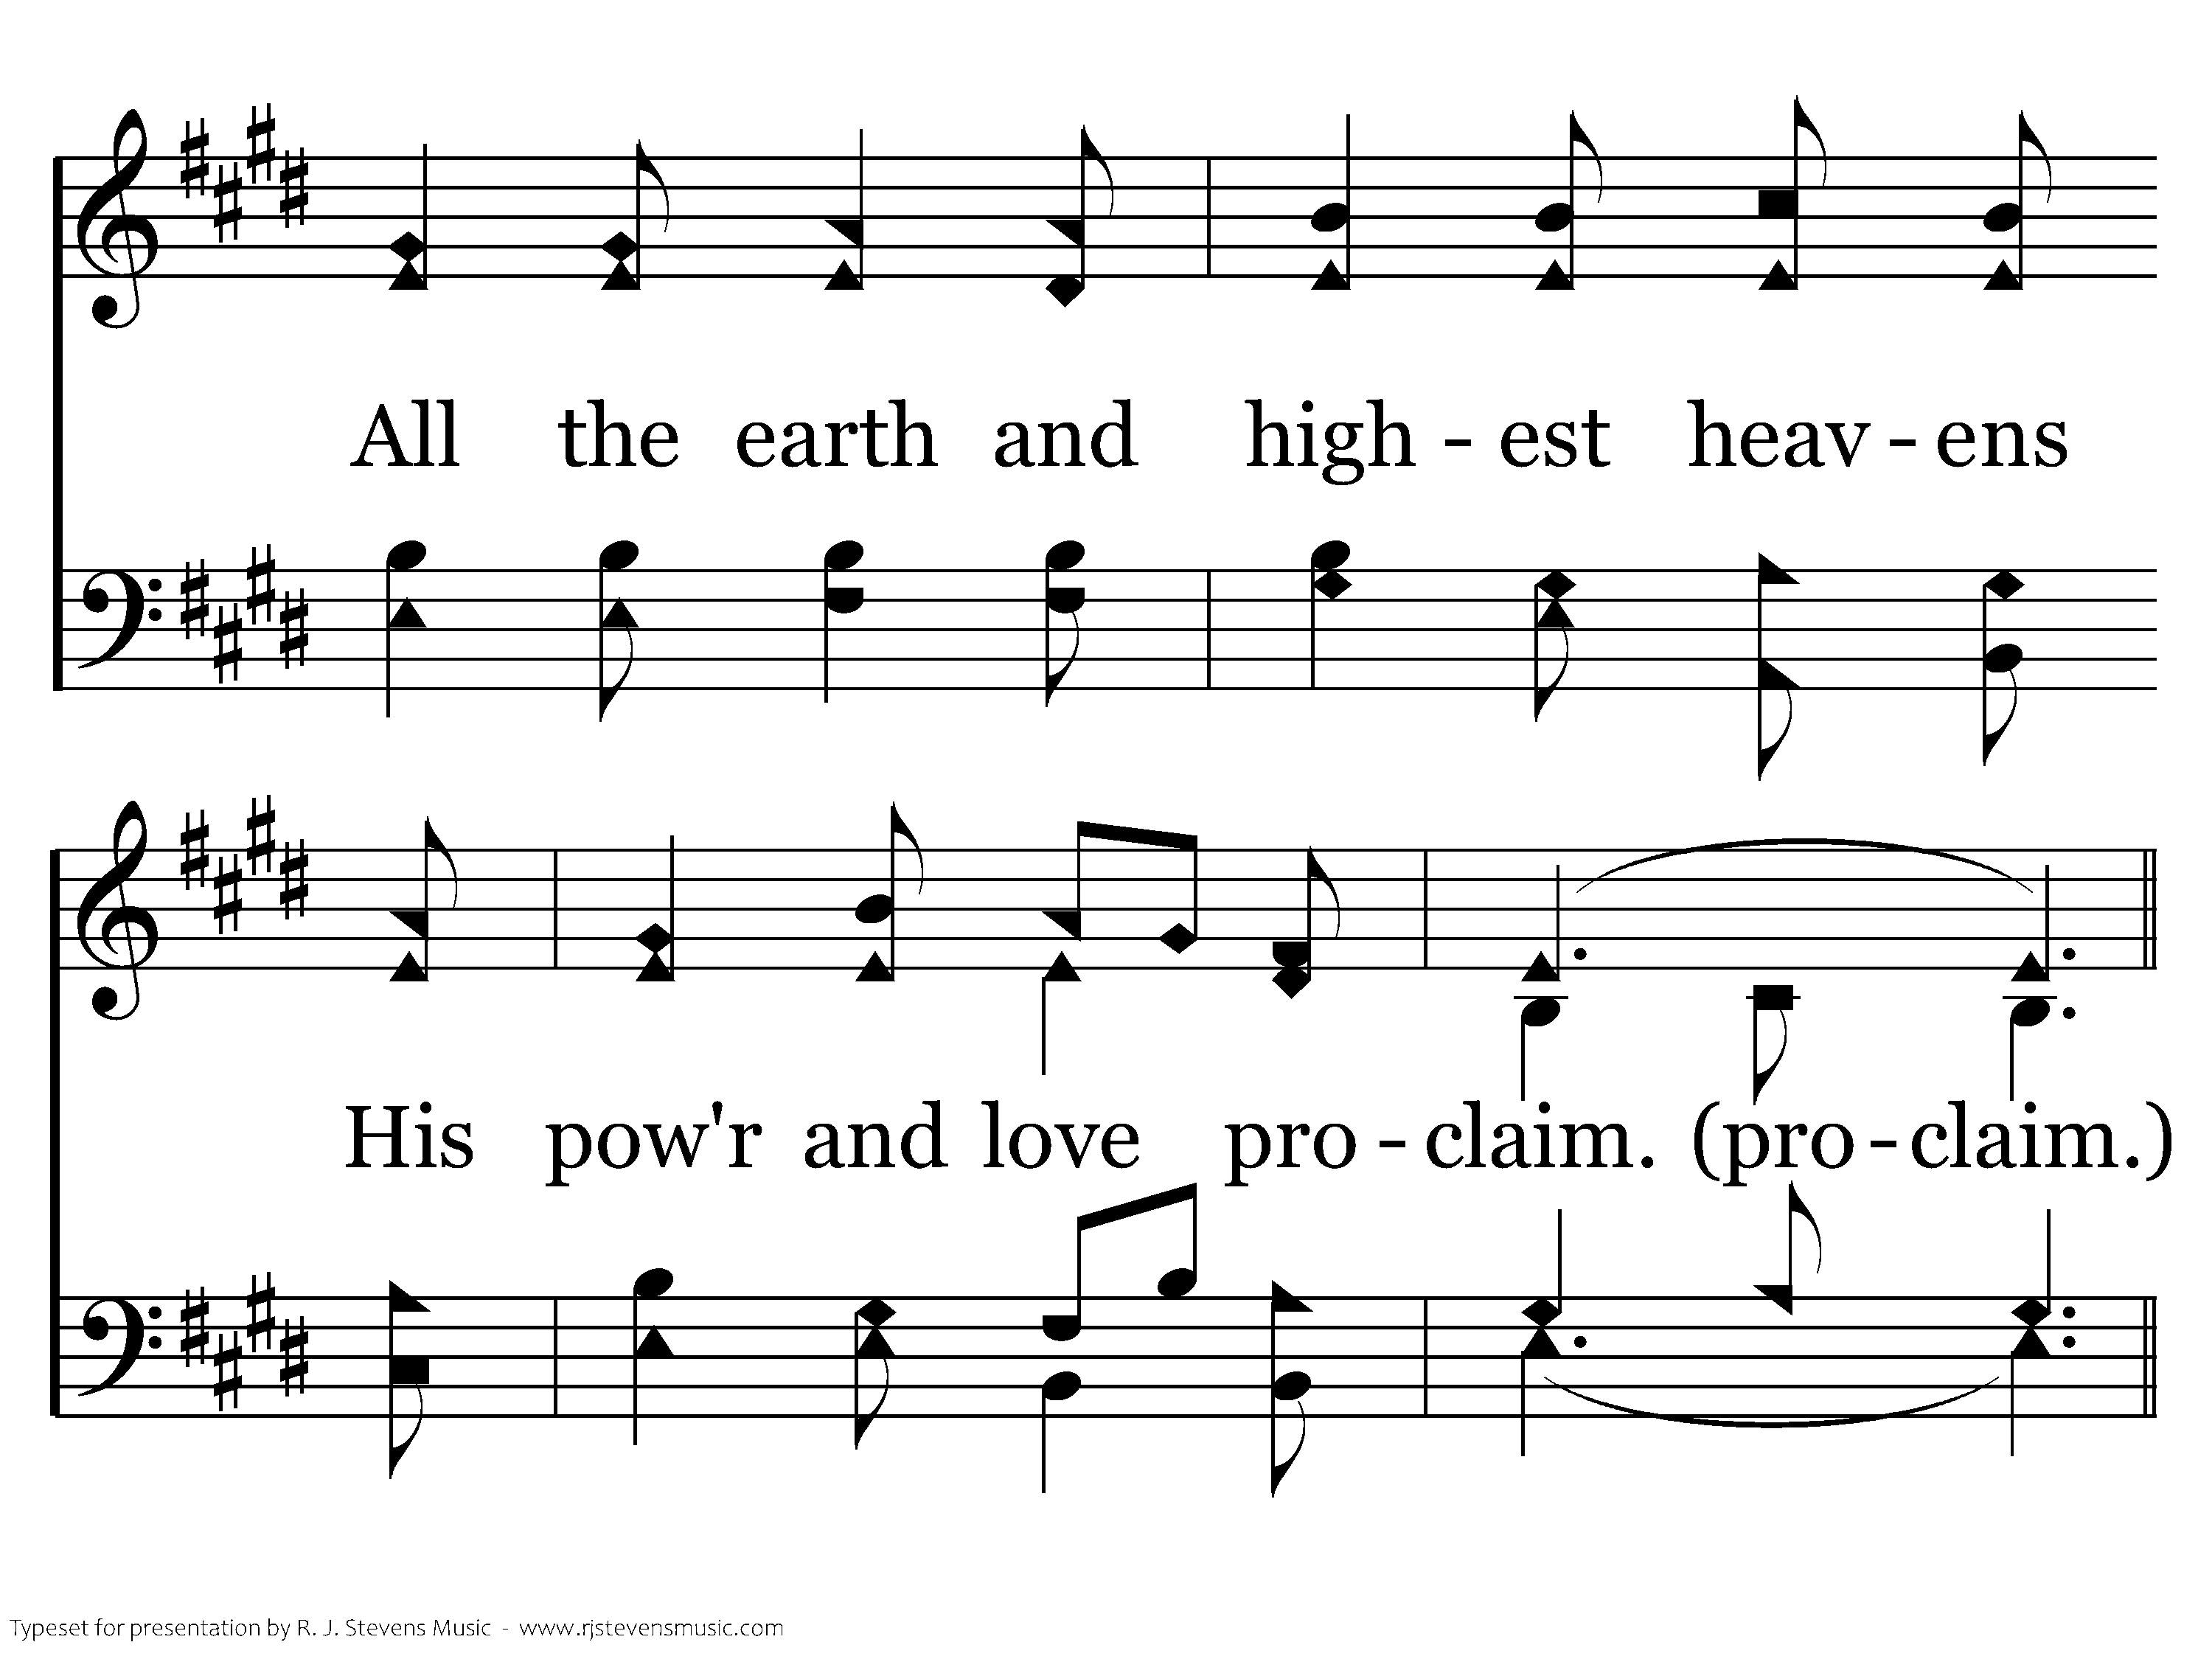 All the earth and high - est heav - ens
His pow'r and love pro - claim. (pro - claim.)
Typeset for presentation by R. J. Stevens Music - www.rjstevensmusic.com